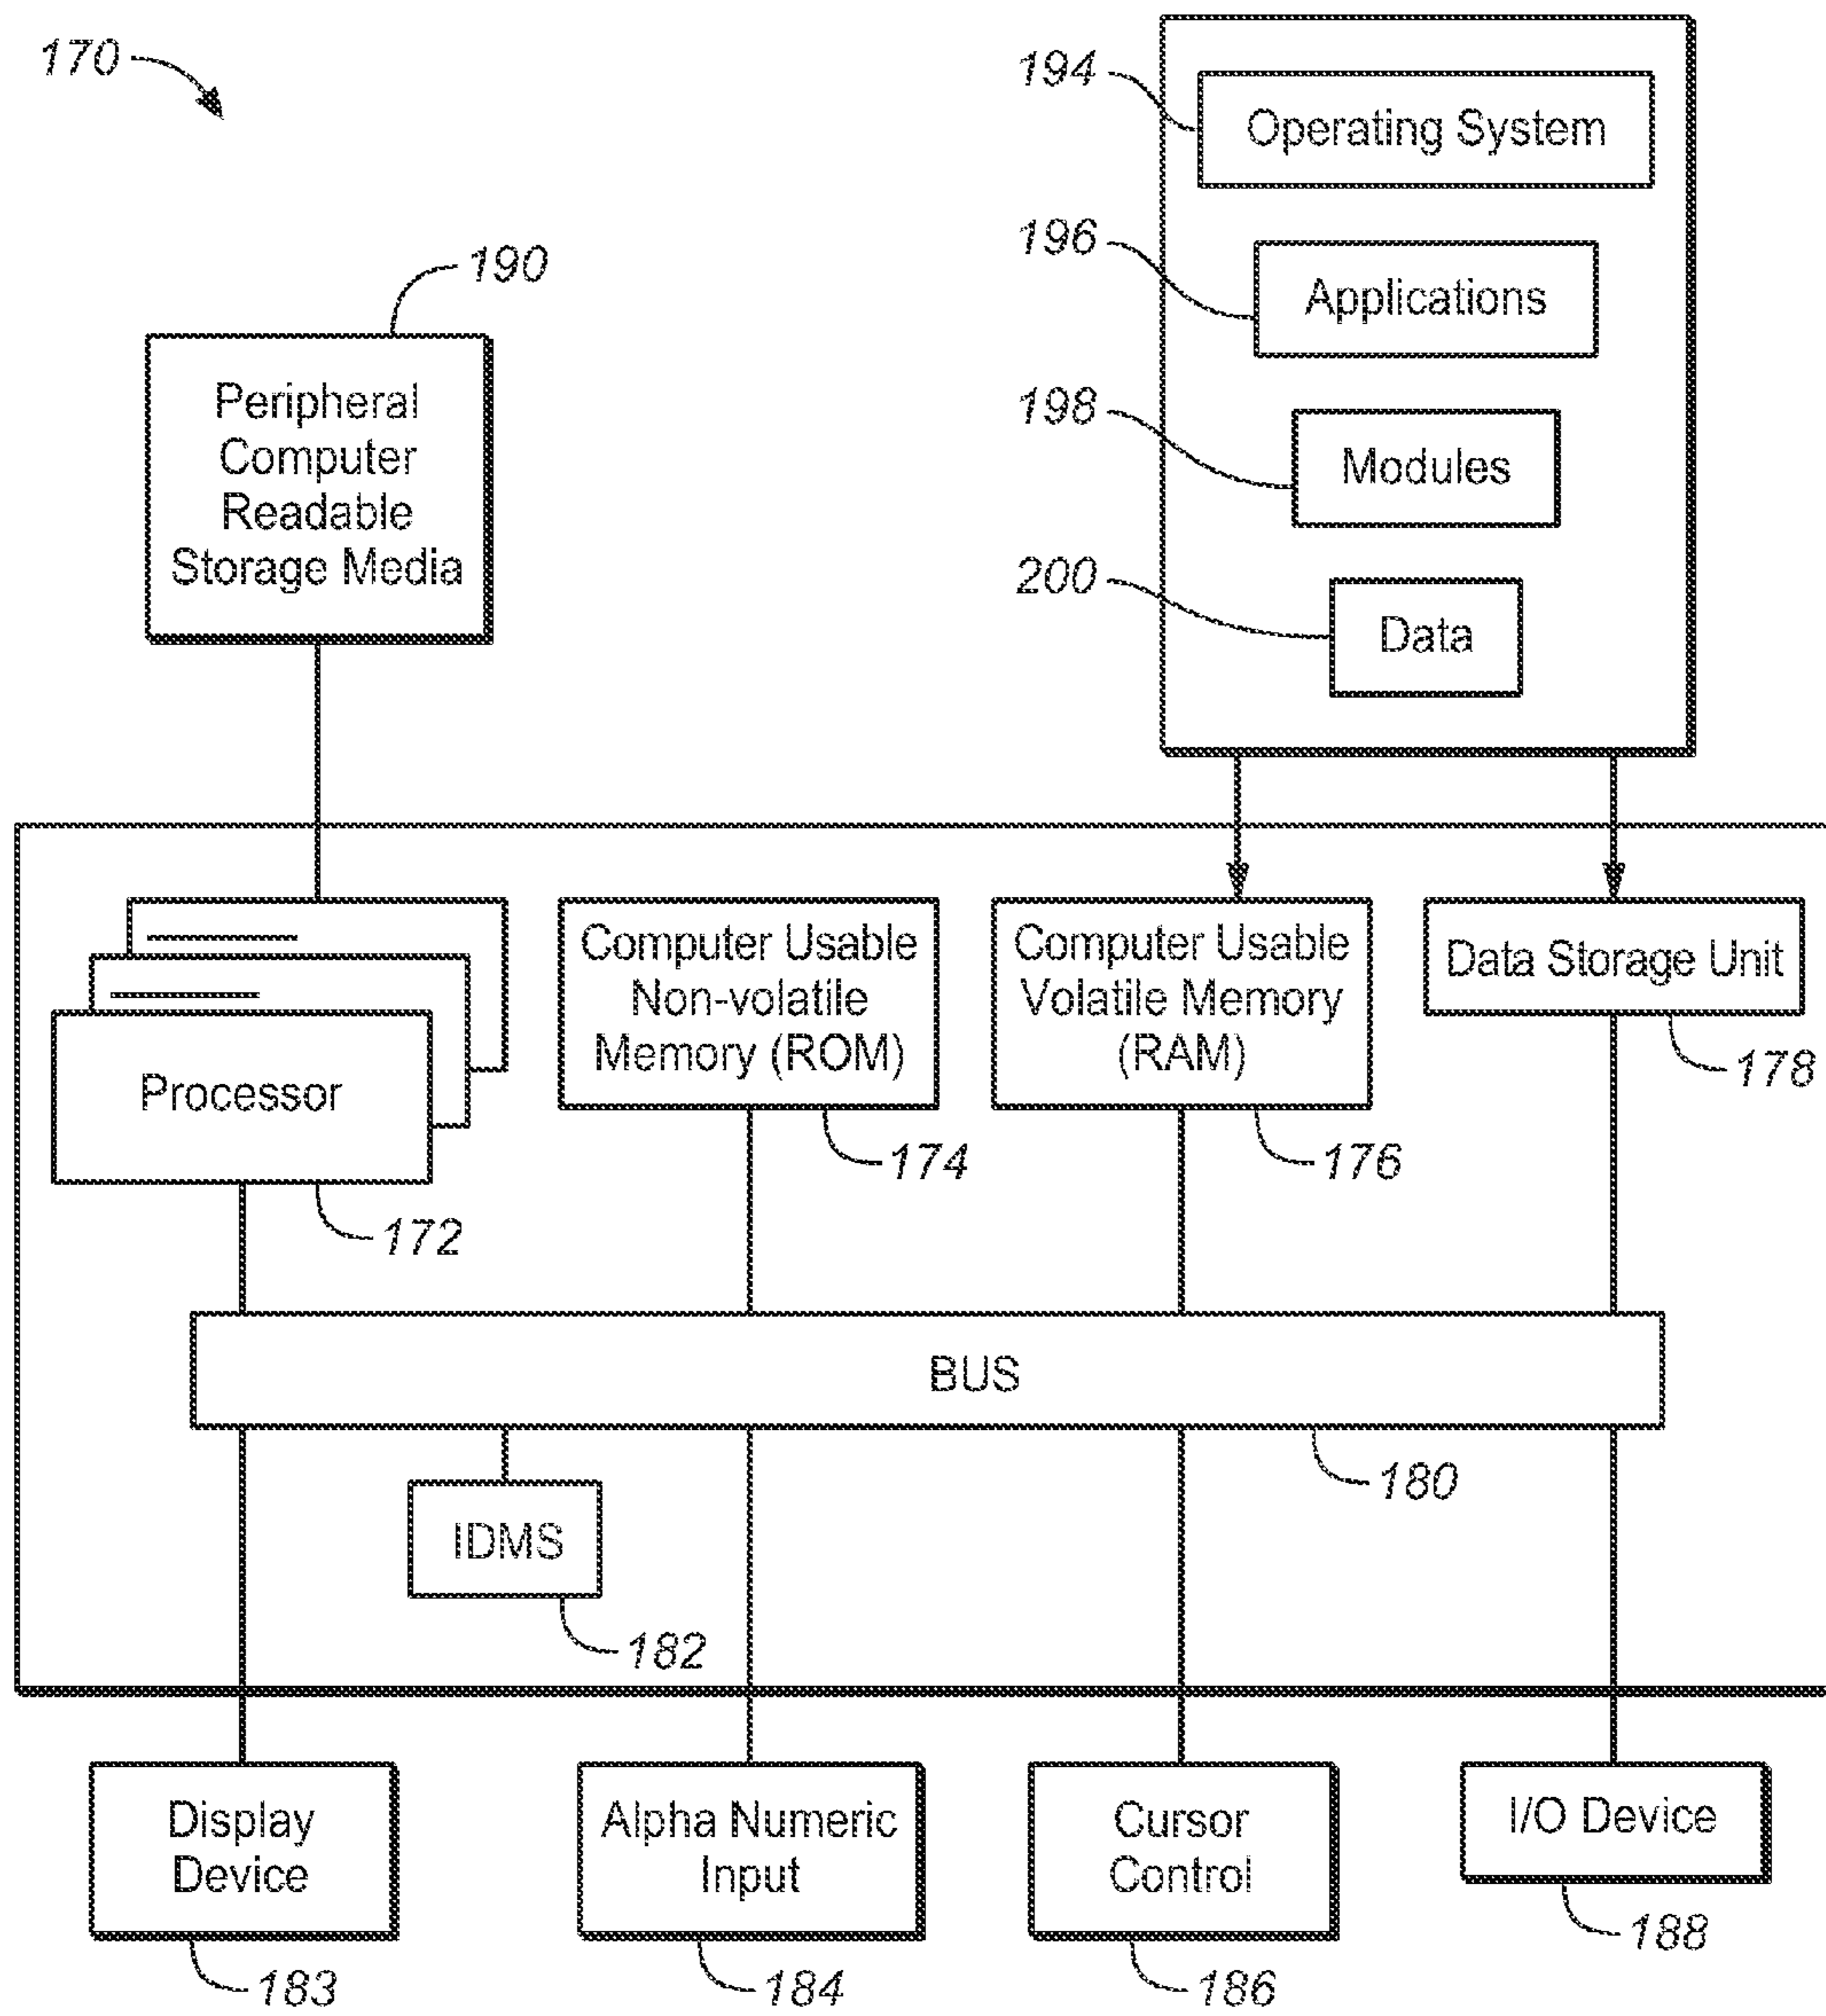 170
194
Operating System
196
Applications
190
198
Modules
Peripheral
Computer
Readable
Storage Media
200
Data
Computer Usable
Non-volatile
Memory (ROM)
Computer Usable
Volatile Memory
(RAM)
Data Storage Unit
178
Processor
174
176
172
BUS
180
IDMS
182
Display
Device
Alpha Numeric
Input
Cursor
Control
I/O Device
188
183
184
186